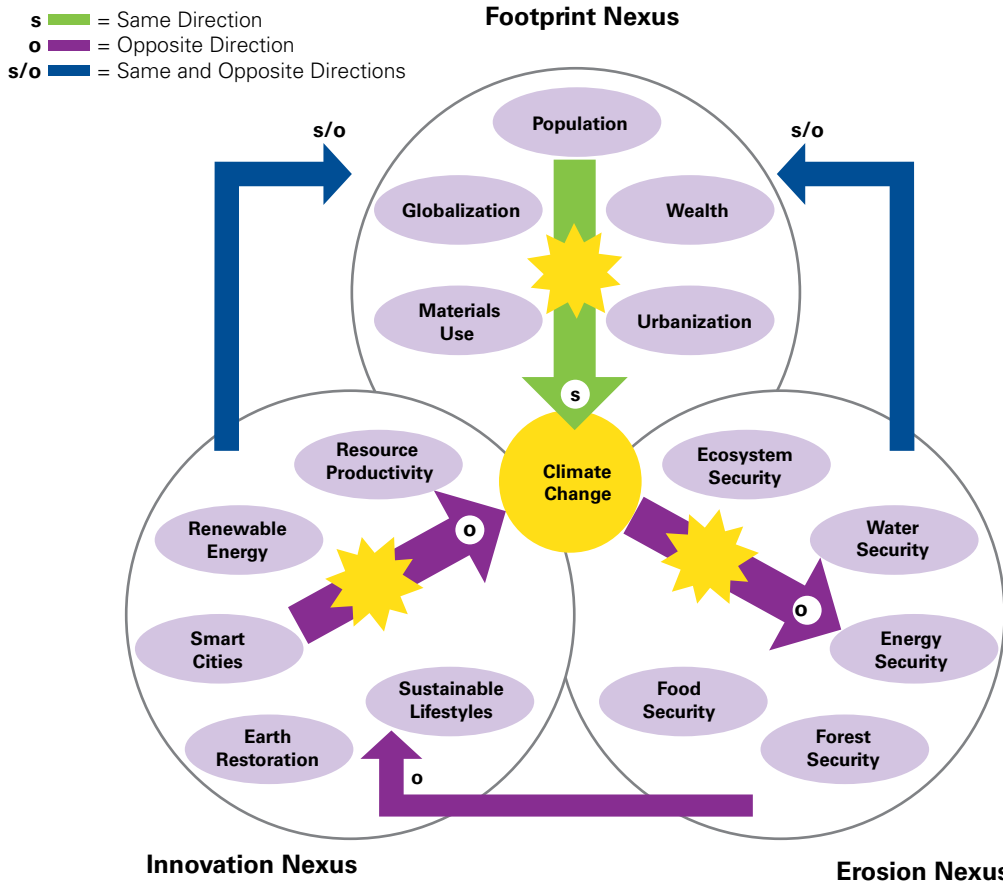 Footprint Nexus
s = Same Direction
o = Opposite Direction
s/o = Same and Opposite Directions
s/o
s/o
Population
Globalization
Wealth
Materials
Use
Urbanization
s
Climate
Change
Resource
Productivity
Renewable
Energy
o
Smart
Cities
Sustainable
Lifestyles
Earth
Restoration
o
Ecosystem
Security
Water
Security
o
Energy
Security
Food
Security
Forest
Security
Innovation Nexus
Erosion Nexus